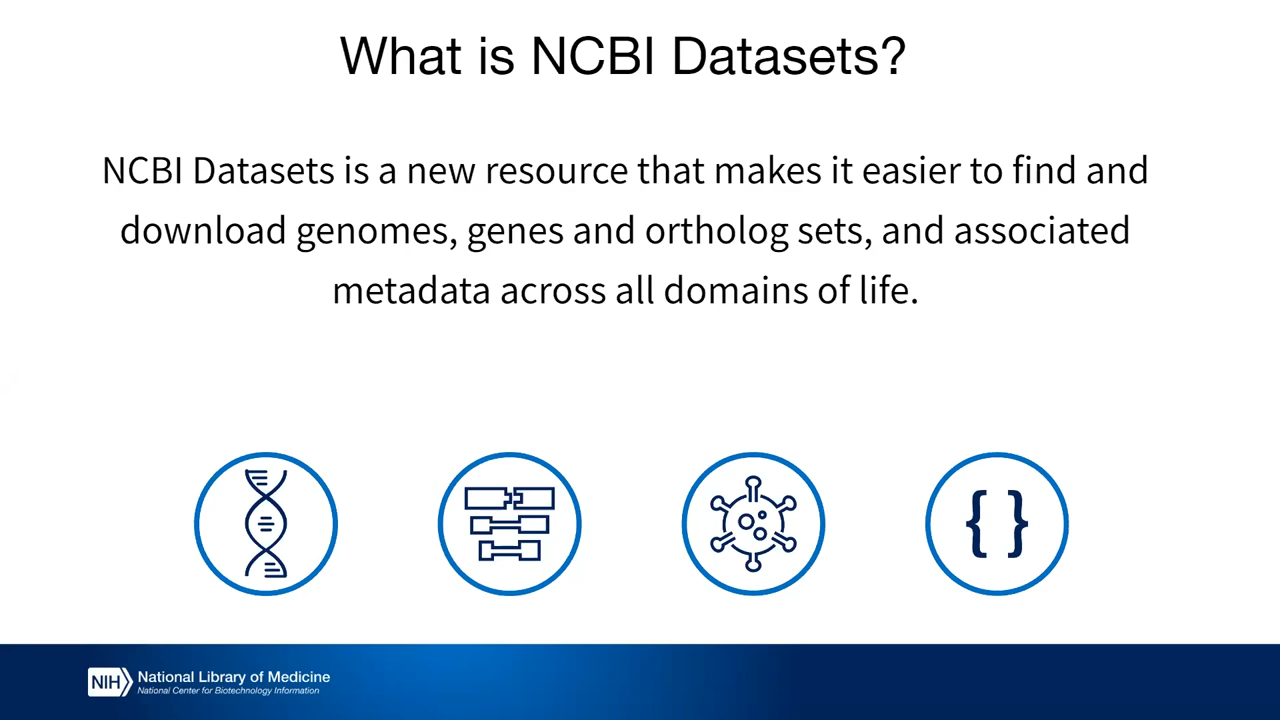 What is NCBI Datasets?
NCBI Datasets is a new resource that makes it easier to find and
download genomes, genes and ortholog sets, and associated
metadata across all domains of life.
{ }
NIH National Library of Medicine
National Center for Biotechnology Information